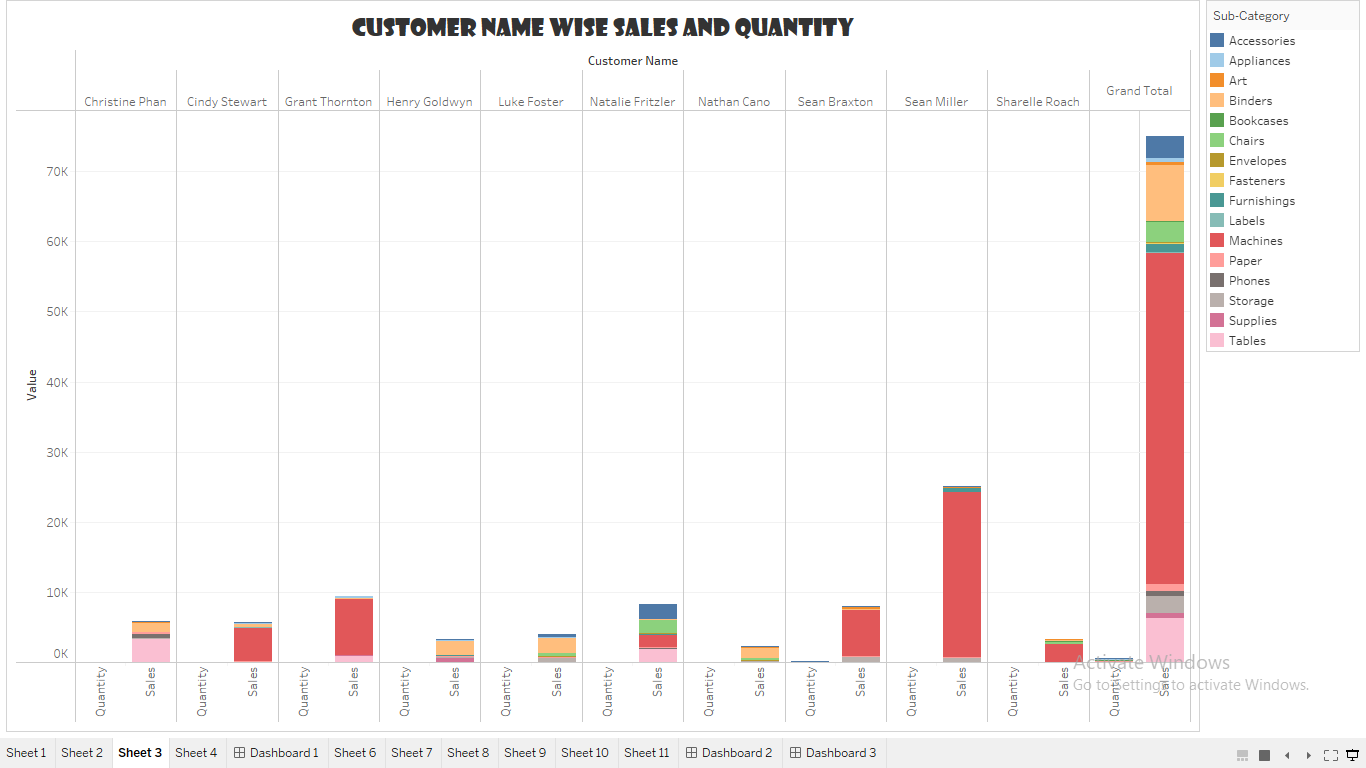 CUSTOMER NAME WISE SALES AND QUANTITY
Customer Name
Christine Phan Cindy Stewart Grant Thornton Henry Goldwyn Luke Foster Natalie Fritzler Nathan Cano Sean Braxton Sean Miller Sharelle Roach Grand Total
Value
70K
60K
50K
40K
30K
20K
10K
0K
Quantity Sales Quantity Sales Quantity Sales Quantity Sales Quantity Sales Quantity Sales Quantity Sales Quantity Sales Quantity Sales Quantity Sales Quantity Sales
Sub-Category
Accessories
Appliances
Art
Binders
Bookcases
Chairs
Envelopes
Fasteners
Furnishings
Labels
Machines
Paper
Phones
Storage
Supplies
Tables
Activate Windows
Go to Settings to activate Windows.
Sheet 1 Sheet 2 Sheet 3 Sheet 4 Dashboard 1 Sheet 6 Sheet 7 Sheet 8 Sheet 9 Sheet 10 Sheet 11 Dashboard 2 Dashboard 3